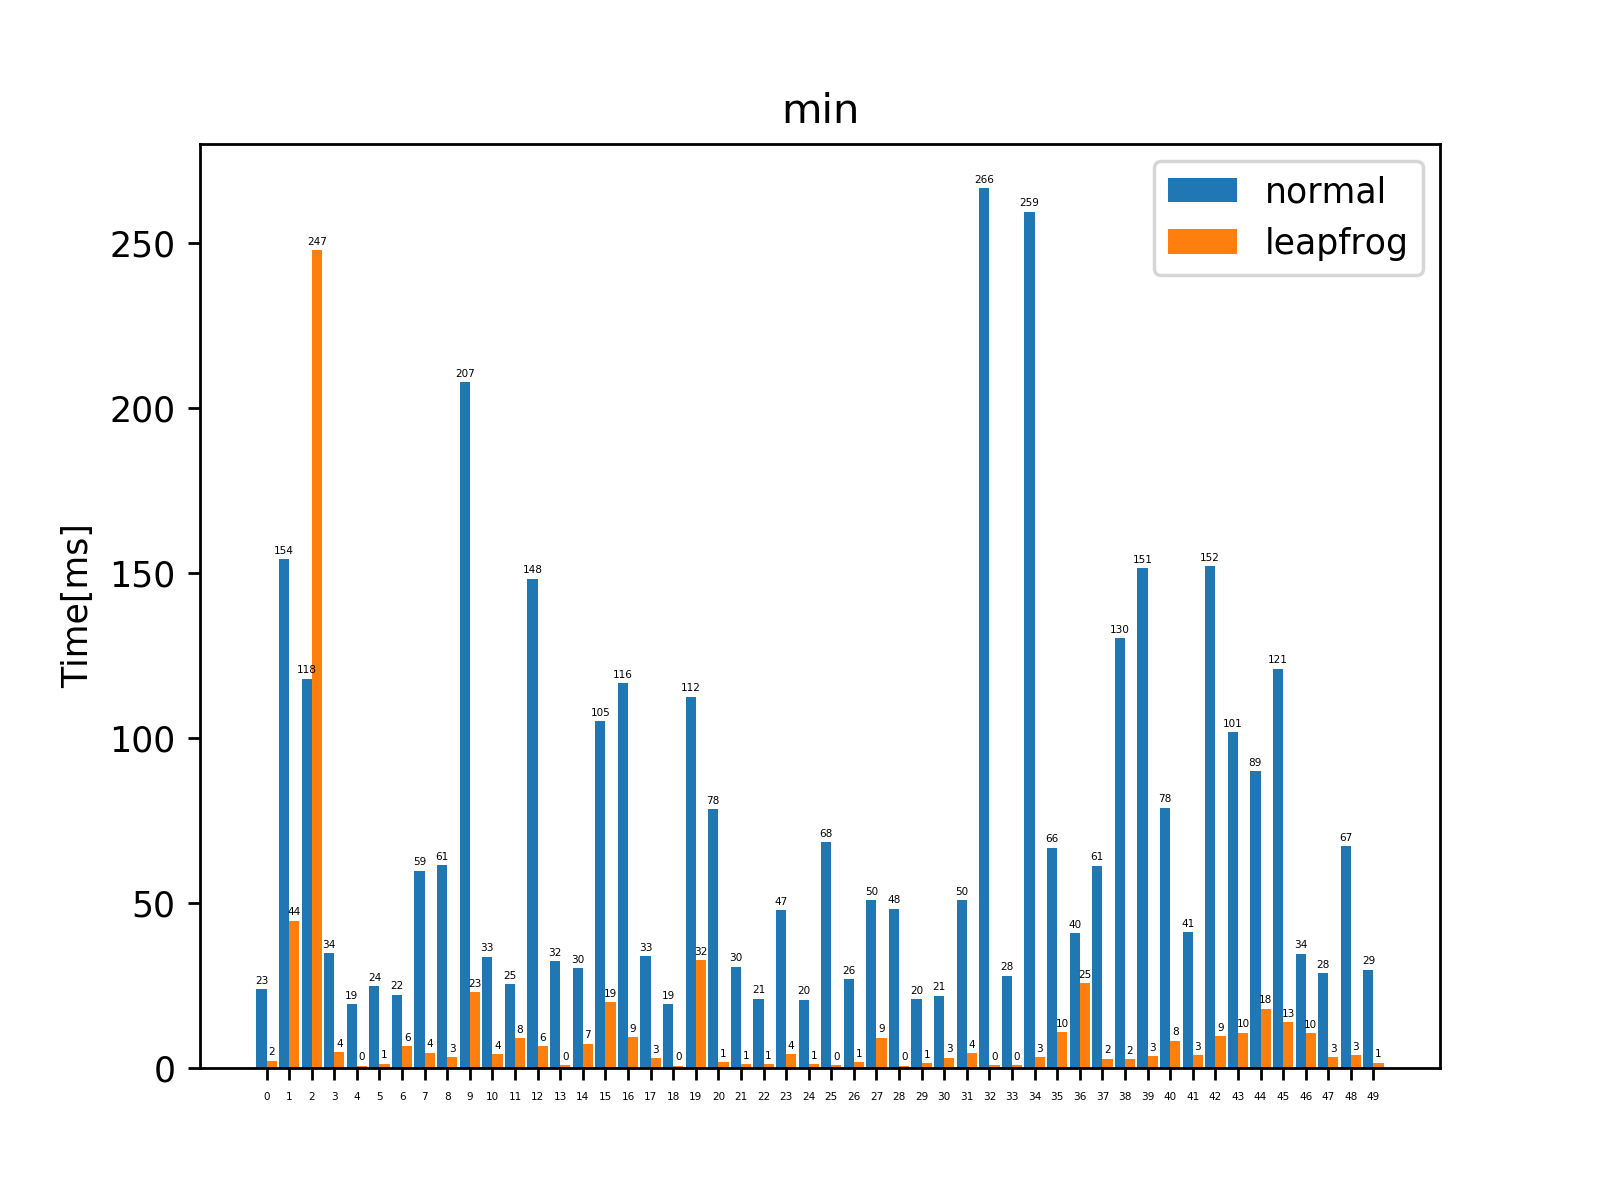 min
normal
leapfrog
Time[ms]
250
200
150
100
50
0
23 154 118 34 19 24 22 59 61 207 33 25 148 32 30 105 116 33 19 112 78 30 21 47 20 68 26 50 48 20 21 50 266 28 259 66 40 61 130 151 78 41 152 101 89 121 34 28 67 29
2 44 247 4 0 1 6 4 3 23 4 8 6 0 7 19 9 3 0 32 1 1 1 4 1 0 1 9 0 1 3 4 0 0 3 10 25 2 2 3 8 3 9 10 18 13 10 3 3 1
0 1 2 3 4 5 6 7 8 9 10 11 12 13 14 15 16 17 18 19 20 21 22 23 24 25 26 27 28 29 30 31 32 33 34 35 36 37 38 39 40 41 42 43 44 45 46 47 48 49